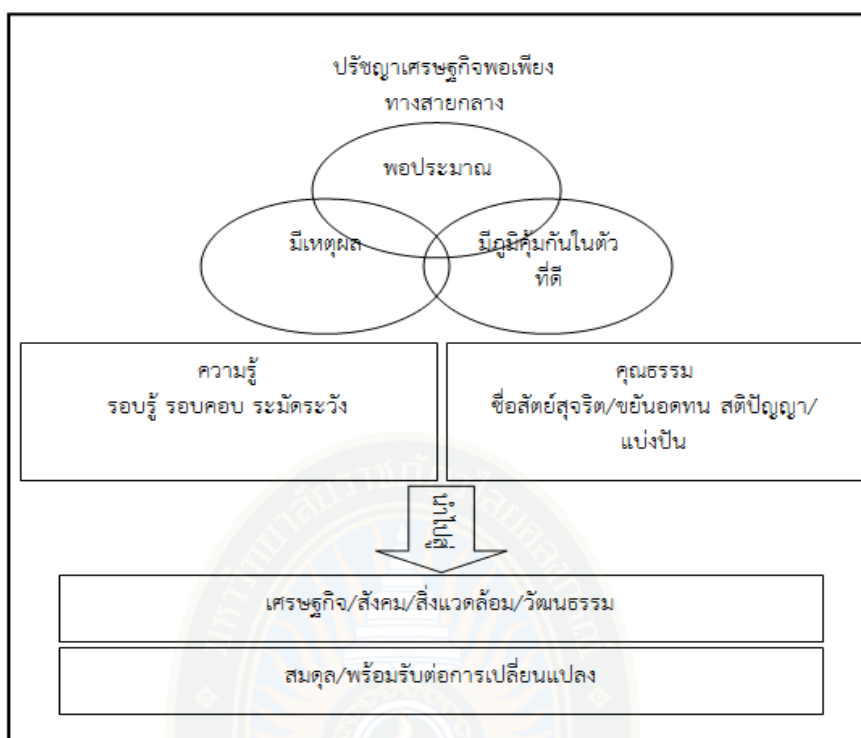 ปรัชญาเศรษฐกิจพอเพียง
ทางสายกลาง
พอประมาณ
มีเหตุผล
มีภูมิคุ้มกันในตัว
ที่ดี
ความรู้
รอบรู้ รอบคอบ ระมัดระวัง
คุณธรรม
ซื่อสัตย์สุจริต/ขยันอดทน สติปัญญา/
แบ่งปัน
นำไปสู่
เศรษฐกิจ/สังคม/สิ่งแวดล้อม/วัฒนธรรม
สมดุล/พร้อมรับต่อการเปลี่ยนแปลง